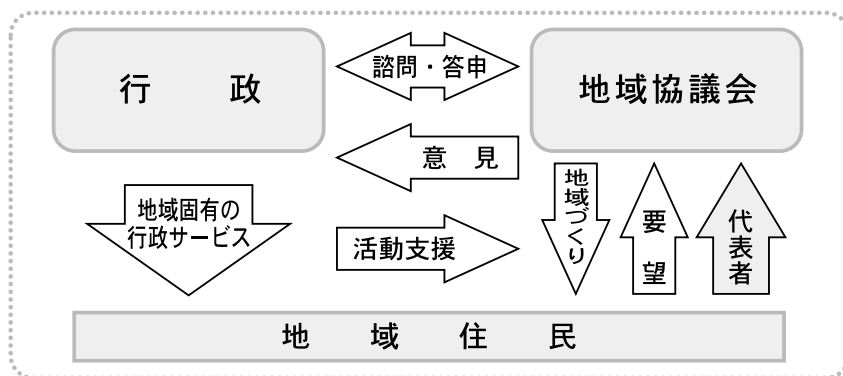 行　政
諮問・答申
地域協議会
意　見
地域固有の
行政サービス
活動支援
地域づくり
要望
代表者
地　域　住　民